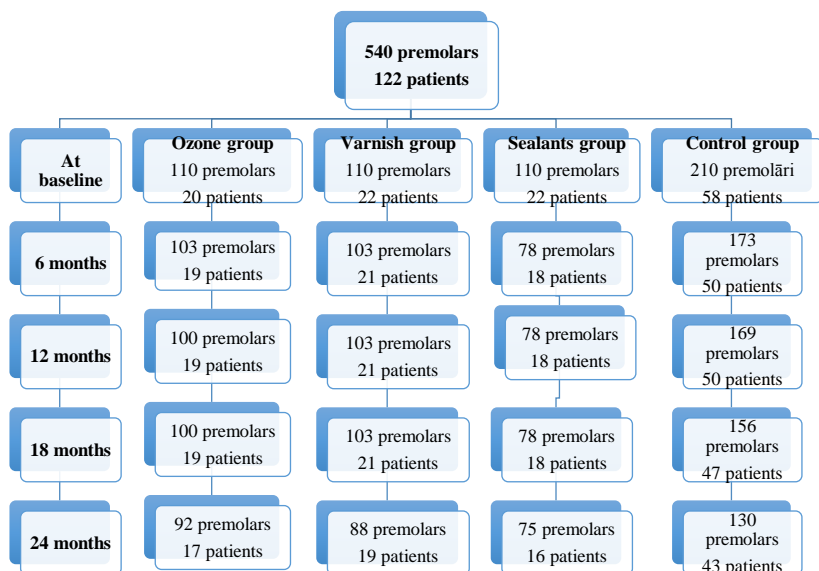 540 premolars
122 patients
At
baseline
Ozone group
110 premolars
20 patients
Varnish group
110 premolars
22 patients
Sealants group
110 premolars
22 patients
Control group
210 premolāri
58 patients
6 months
103 premolars
19 patients
103 premolars
21 patients
78 premolars
18 patients
173
premolars
50 patients
12 months
100 premolars
19 patients
103 premolars
21 patients
78 premolars
18 patients
169
premolars
50 patients
18 months
100 premolars
19 patients
103 premolars
21 patients
78 premolars
18 patients
156
premolars
47 patients
24 months
92 premolars
17 patients
88 premolars
19 patients
75 premolars
16 patients
130
premolars
43 patients